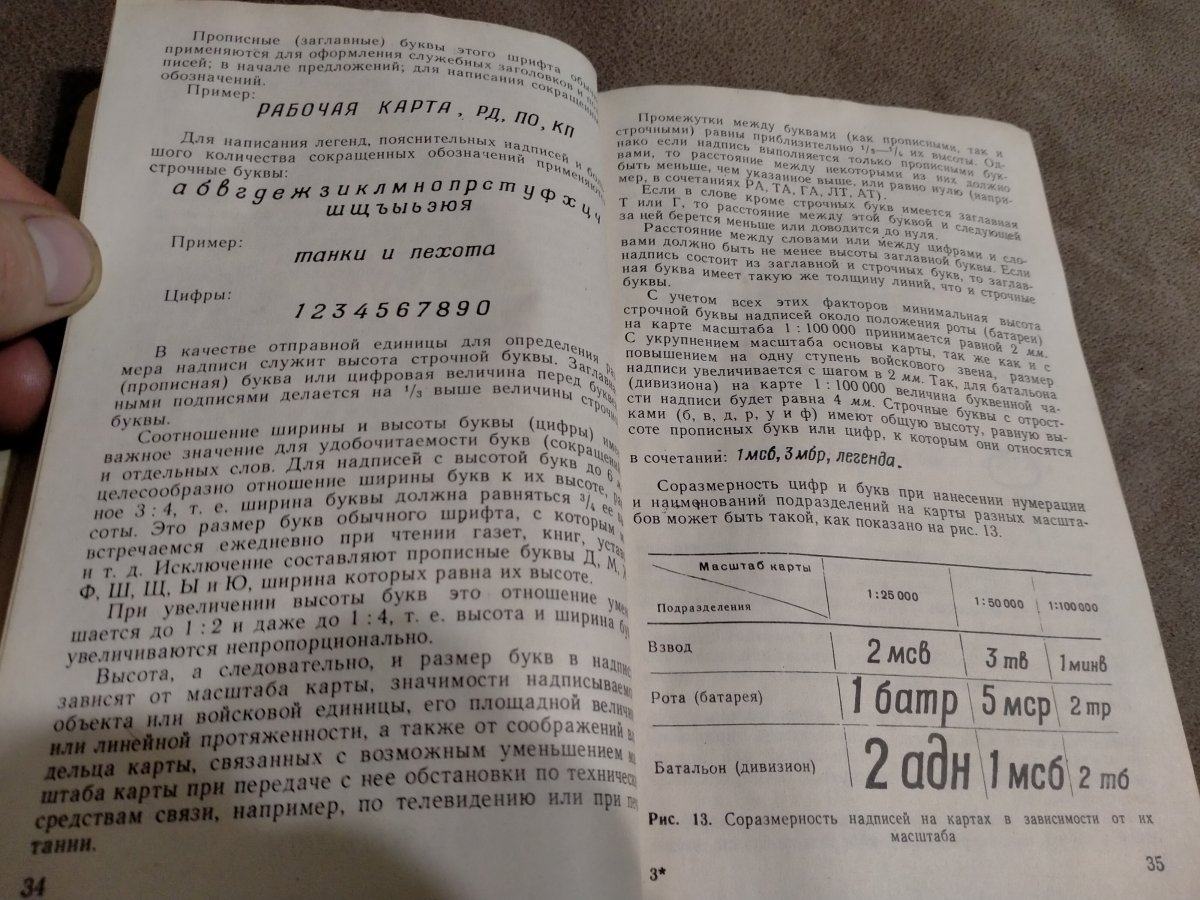 Прописные (заглавные) буквы этого шрифта
применяются для оформления служебных заголовков и
писей; в начале предложений; для написания сокращенных
обозначений.
Пример:
РАБОЧАЯ КАРТА, РД, ПО, КП
Для написания легенд, пояснительных надписей и
шого количества сокращенных обозначений применяются
строчные буквы:
а б в г д е ж з и к л м н о п р с т у ф х ц ч
ш щ ъ ы ь э ю я
Пример:
танки и пехота
Цифры:
1 2 3 4 5 6 7 8 9 0
В качестве отправной единицы для определения
мера надписи служит высота строчной буквы.
(прописная) буква или цифровая величина перед
ными подписями делается на 1/3 выше величины
буквы.
Соотношение ширины и высоты буквы (цифры)
важное значение для удобочитаемости букв
и отдельных слов. Для надписей с высотой букв до 6
целесообразно отношение ширины букв к их высоте,
ное 3 : 4, т. е. ширина буквы должна равняться 3/4 ее
соты. Это размер букв обычного шрифта, с которым
встречаемся ежедневно при чтении газет, книг,
и т. д. Исключение составляют прописные буквы Д, М,
Ф, Ш, Щ, Ы и Ю, ширина которых равна их высоте.
При увеличении высоты букв это отношение
шается до 1 : 2 и даже до 1 : 4, т. е. высота и ширина
увеличиваются непропорционально.
Высота, а следовательно, и размер букв в
зависят от масштаба карты, значимости
объекта или войсковой единицы, его площадной
или линейной протяженности, а также от соображений
дельца карты, связанных с возможным уменьшением
штаба карты при передаче с нее обстановки по
средствам связи, например, по телевидению или при
тании.
34
Промежутки между буквами (как прописными, так и
строчными) равны приблизительно 1/3—1/4 их высоты. Од-
нако если надпись выполняется только прописными бук-
вами, то расстояние между некоторыми из них должно
быть меньше, чем указанное выше, или равно нулю (напри-
мер, в сочетаниях РА, ТА, ГА, ЛТ, АТ).
Если в слове кроме строчных букв имеется заглавная
Т или Г, то расстояние между этой буквой и следующей
за ней берется меньше или доводится до нуля.
Расстояние между словами или между цифрами и сло-
вами должно быть не менее высоты заглавной буквы. Если
надпись состоит из заглавной и строчных букв, то заглав-
ная буква имеет такую же толщину линий, что и строчные
буквы.
С учетом всех этих факторов минимальная высота
строчной буквы надписей около положения роты (батареи)
на карте масштаба 1 : 100 000 принимается равной 2 мм.
С укрупнением масштаба основы карты, так же как и с
повышением на одну ступень войскового звена, размер
надписи увеличивается с шагом в 2 мм. Так, для батальона
(дивизиона) на карте 1 : 100 000 величина буквенной ча-
сти надписи будет равна 4 мм. Строчные буквы с отрост-
ками (б, в, д, р, у и ф) имеют общую высоту, равную вы-
соте прописных букв или цифр, к которым они относятся
в сочетаний: 1 мсб, 3 мбр, легенда.
Соразмерность цифр и букв при нанесении нумерации
и наименований подразделений на карты разных масшта-
бов может быть такой, как показано на рис. 13.
Масштаб карты
Подразделения
1 : 25 000
1 : 50 000
1:100 000
Взвод
2 мсв
3 тв
1 минв
Рота (батарея)
1 батр
5 мср
2 тр
Батальон (дивизион)
2 адн
1 мсб
2 тб
Рис. 13. Соразмерность надписей на картах в зависимости от их
масштаба
3*
35